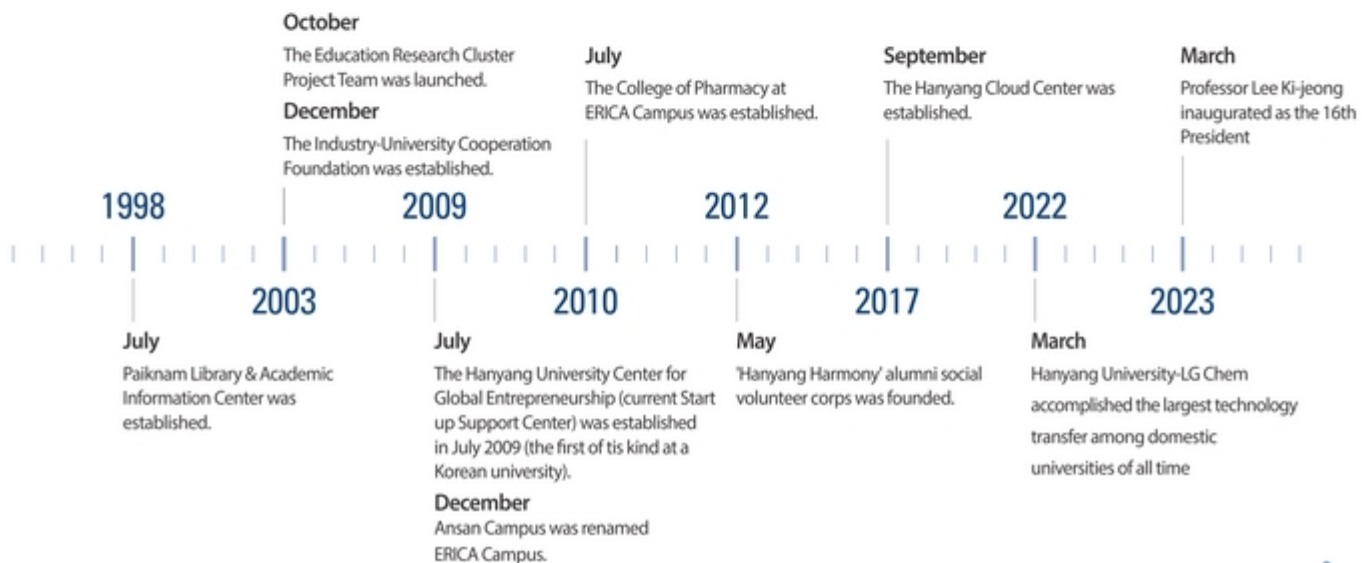 October
The Education Research Cluster
Project Team was launched.
December
The Industry-University Cooperation
Foundation was established.
July
The College of Pharmacy at
ERICA Campus was established.
September
The Hanyang Cloud Center was
established.
March
Professor Lee Ki-jeong
inaugurated as the 16th
President
1998
2009
2012
2022
2003
2010
2017
2023
July
Paiknam Library & Academic
Information Center was
established.
July
The Hanyang University Center for
Global Entrepreneurship (current Start
up Support Center) was established
in July 2009 (the first of tis kind at a
Korean university).
December
Ansan Campus was renamed
ERICA Campus.
May
'Hanyang Harmony' alumni social
volunteer corps was founded.
March
Hanyang University-LG Chem
accomplished the largest technology
transfer among domestic
universities of all time